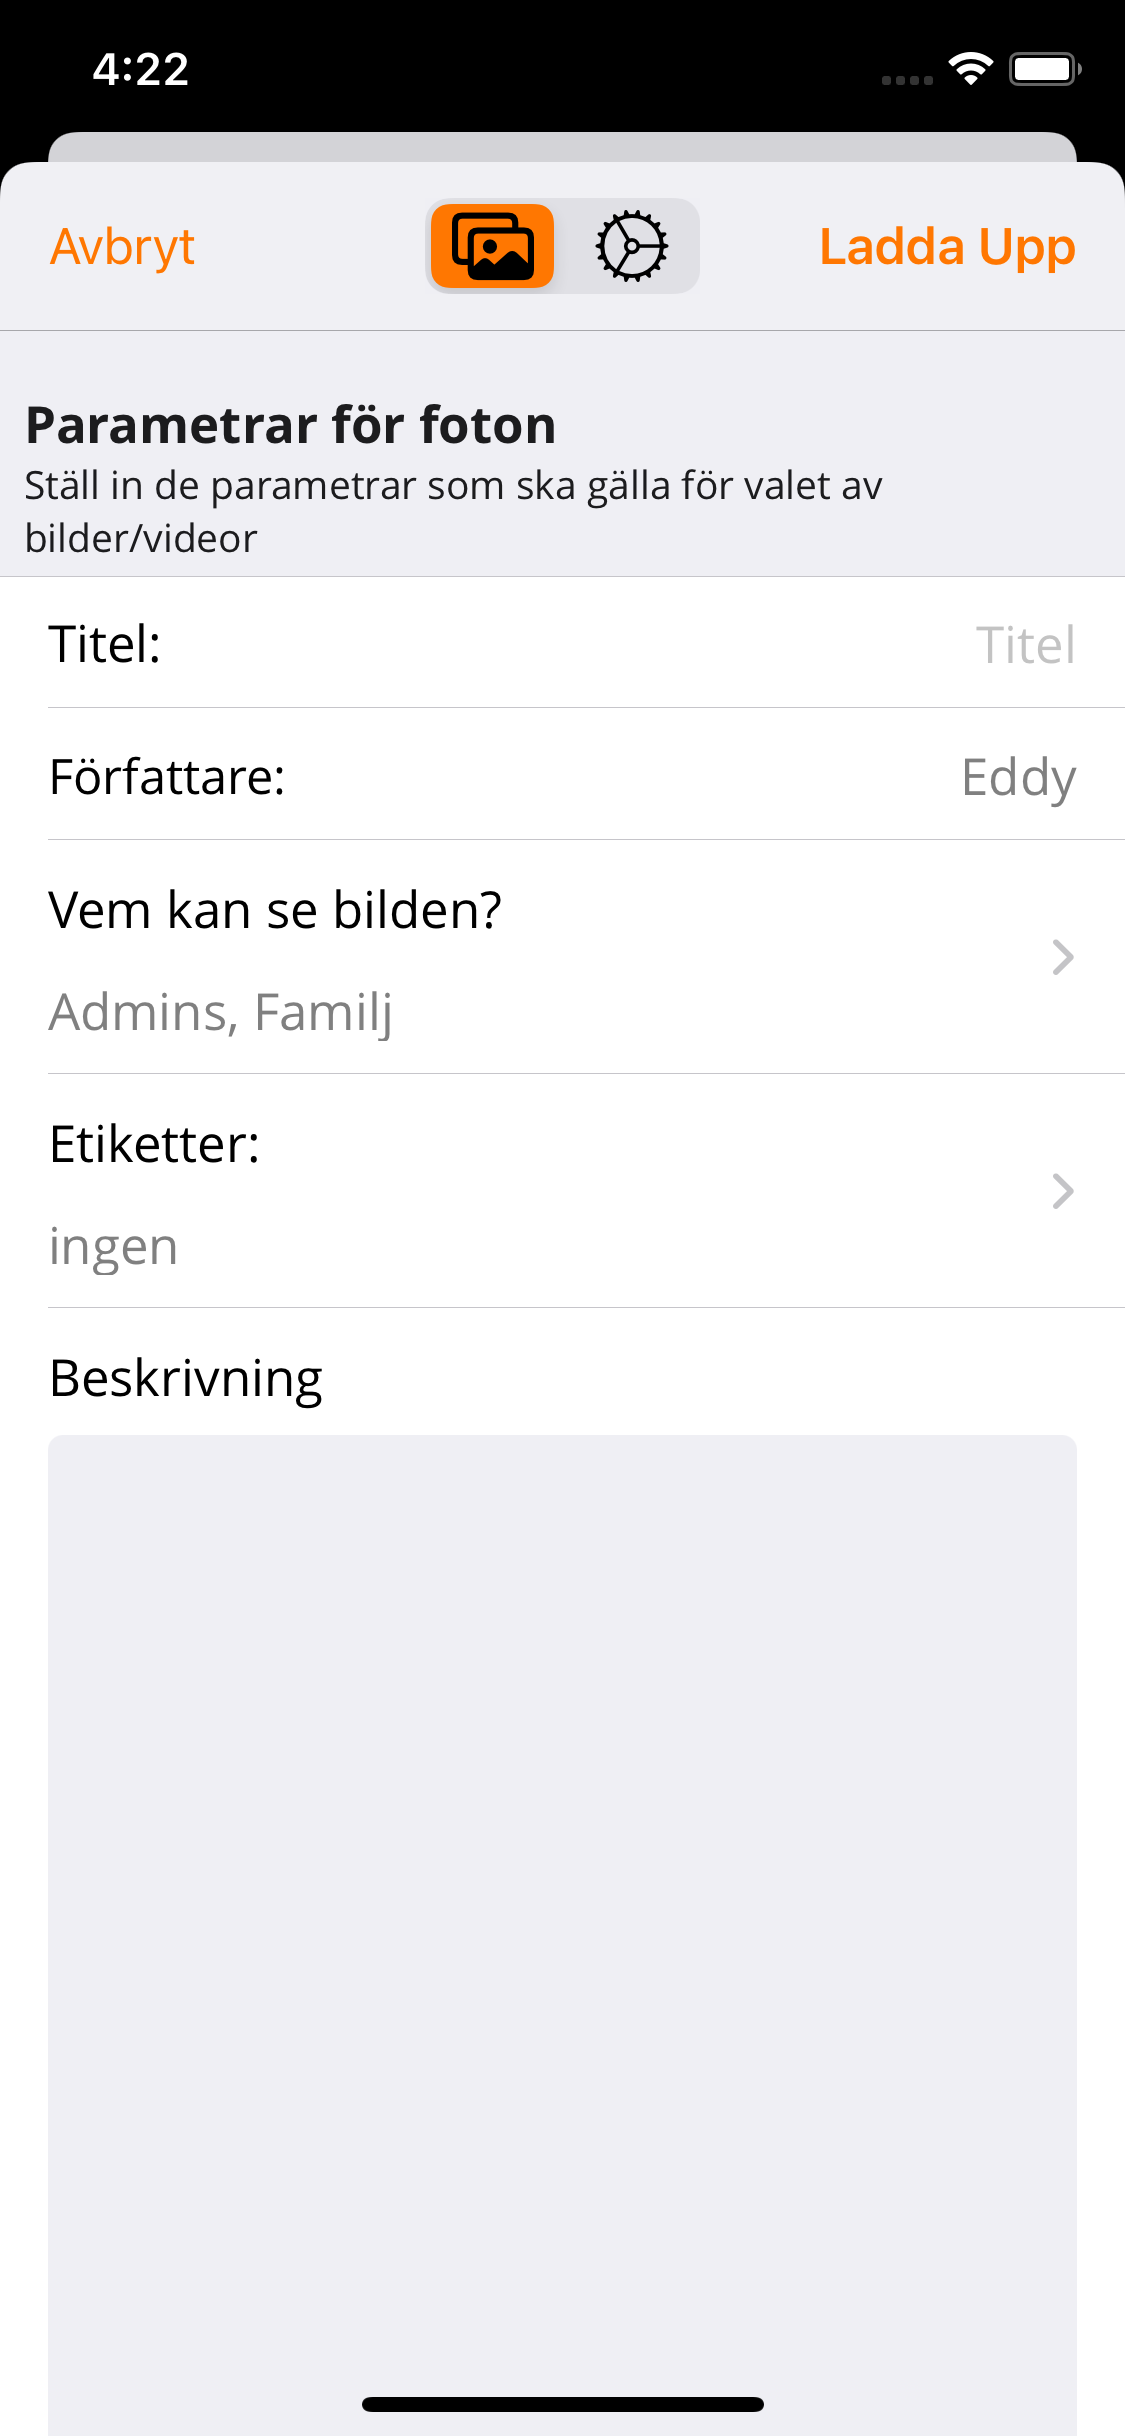 4:22
Avbryt
Ladda Upp
Parametrar för foton
Ställ in de parametrar som ska gälla för valet av
bilder/videor
Titel:
Titel
Författare:
Eddy
Vem kan se bilden?
Admins, Familj
Etiketter:
ingen
Beskrivning